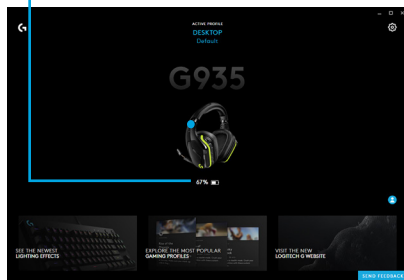 ACTIVE PROFILE
DESKTOP
Default
G935
67%
SEE THE NEWEST
LIGHTING EFFECTS
EXPLORE THE MOST POPULAR
GAMING PROFILES
VISIT THE NEW
LOGITECH G WEBSITE
SEND FEEDBACK